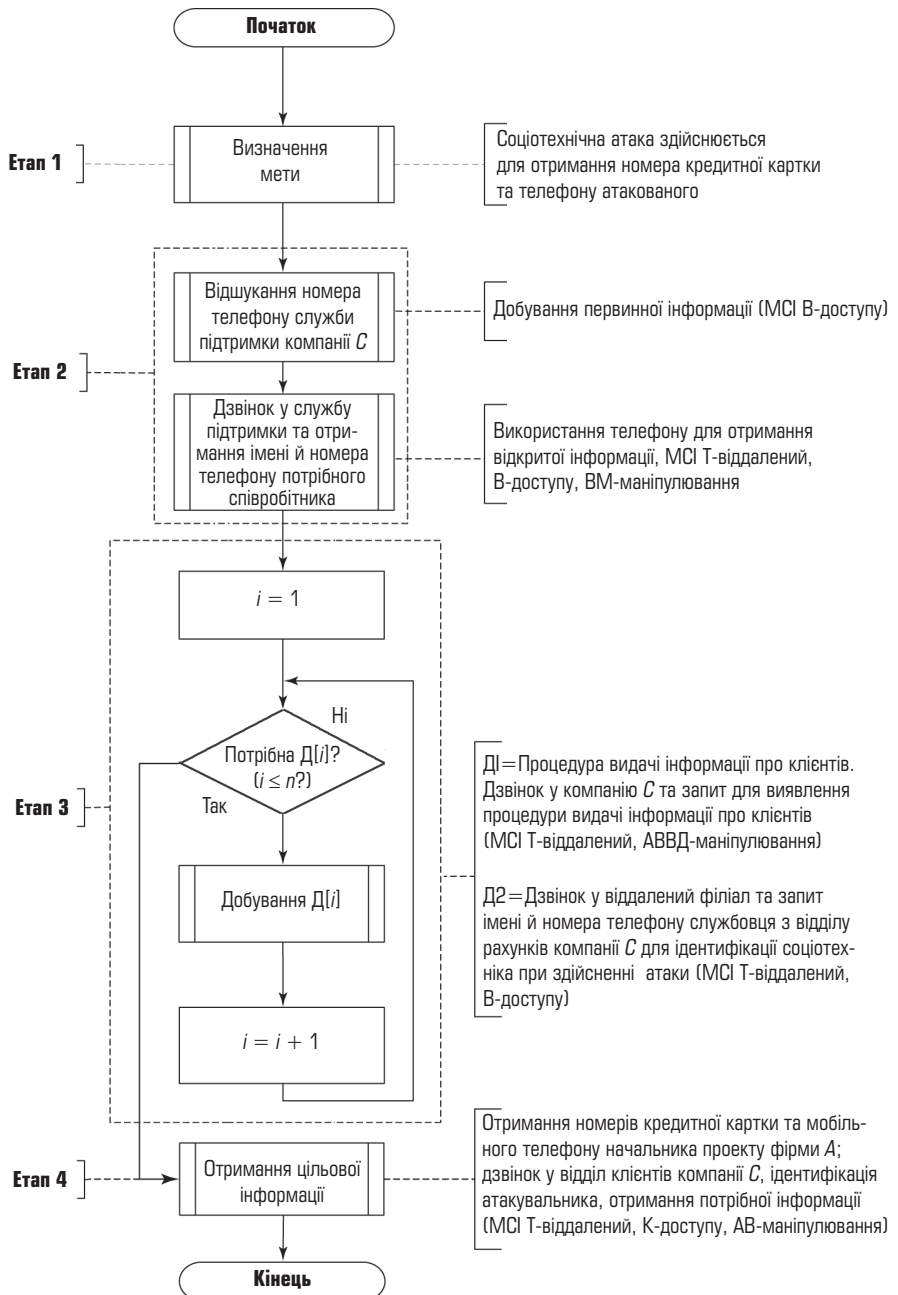 Початок
Етап 1
Визначення
мети
Соціотехнічна атака здійснюється
для отримання номера кредитної картки
та телефону атакованого
Етап 2
Відшукання номера
телефону служби
підтримки компанії С
Добування первинної інформації (МСІ В-доступу)
Дзвінок у службу
підтримки та отри-
мання імені й номера
телефону потрібного
співробітника
Використання телефону для отримання
відкритої інформації, МСІ Т-віддалений,
В-доступу, ВМ-маніпулювання
Етап 3
i = 1
Ні
Потрібна Д[i]?
(i ≤ n?)
Так
Добування Д[i]
i = i + 1
ДІ=Процедура видачі інформації про клієнтів.
Дзвінок у компанію С та запит для виявлення
процедури видачі інформації про клієнтів
(МСІ Т-віддалений, АВВД-маніпулювання)
Д2=Дзвінок у віддалений філіал та запит
імені й номера телефону службовця з відділу
рахунків компанії С для ідентифікації соціотех-
ніка при здійсненні атаки (МСІ Т-віддалений,
В-доступу)
Етап 4
Отримання цільової
інформації
Отримання номерів кредитної картки та мобіль-
ного телефону начальника проекту фірми А;
дзвінок у відділ клієнтів компанії С, ідентифікація
атакувальника, отримання потрібної інформації
(МСІ Т-віддалений, К-доступу, АВ-маніпулювання)
Кінець